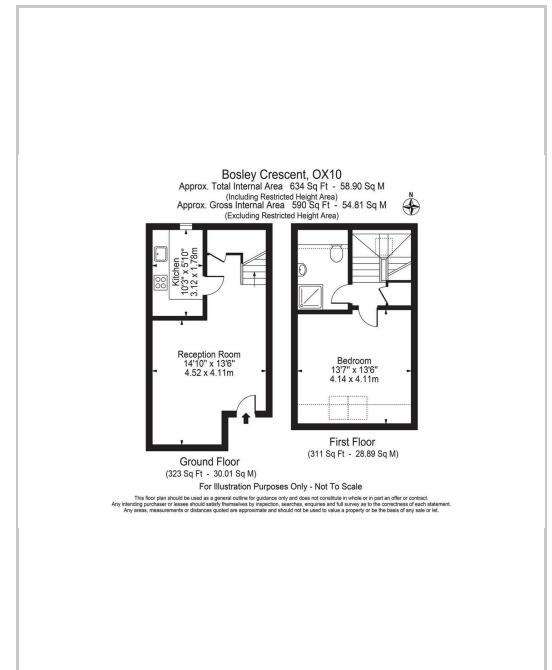 Bosley Crescent, OX10
Approx. Total Internal Area 634 Sq Ft - 58.90 Sq M
(Including Restricted Height Area)
Approx. Gross Internal Area 590 Sq Ft - 54.81 Sq M
(Excluding Restricted Height Area)
N
Kitchen
10'3" x 5'10"
3.12 x 1.78m
Reception Room
14'10" x 13'6"
4.52 x 4.11m
Bedroom
13'7" x 13'6"
4.14 x 4.11m
Ground Floor
(323 Sq Ft - 30.01 Sq M)
First Floor
(311 Sq Ft - 28.89 Sq M)
For Illustration Purposes Only - Not To Scale
This floor plan should be used as a general outline for guidance only and does not constitute in whole or in part an offer or contract.
Any intending purchaser or lessee should satisfy themselves by inspection, searches, enquiries and full survey as to the correctness of each statement.
Any areas, measurements or distances quoted are approximate and should not be used to value a property or be the basis of any sale or let.